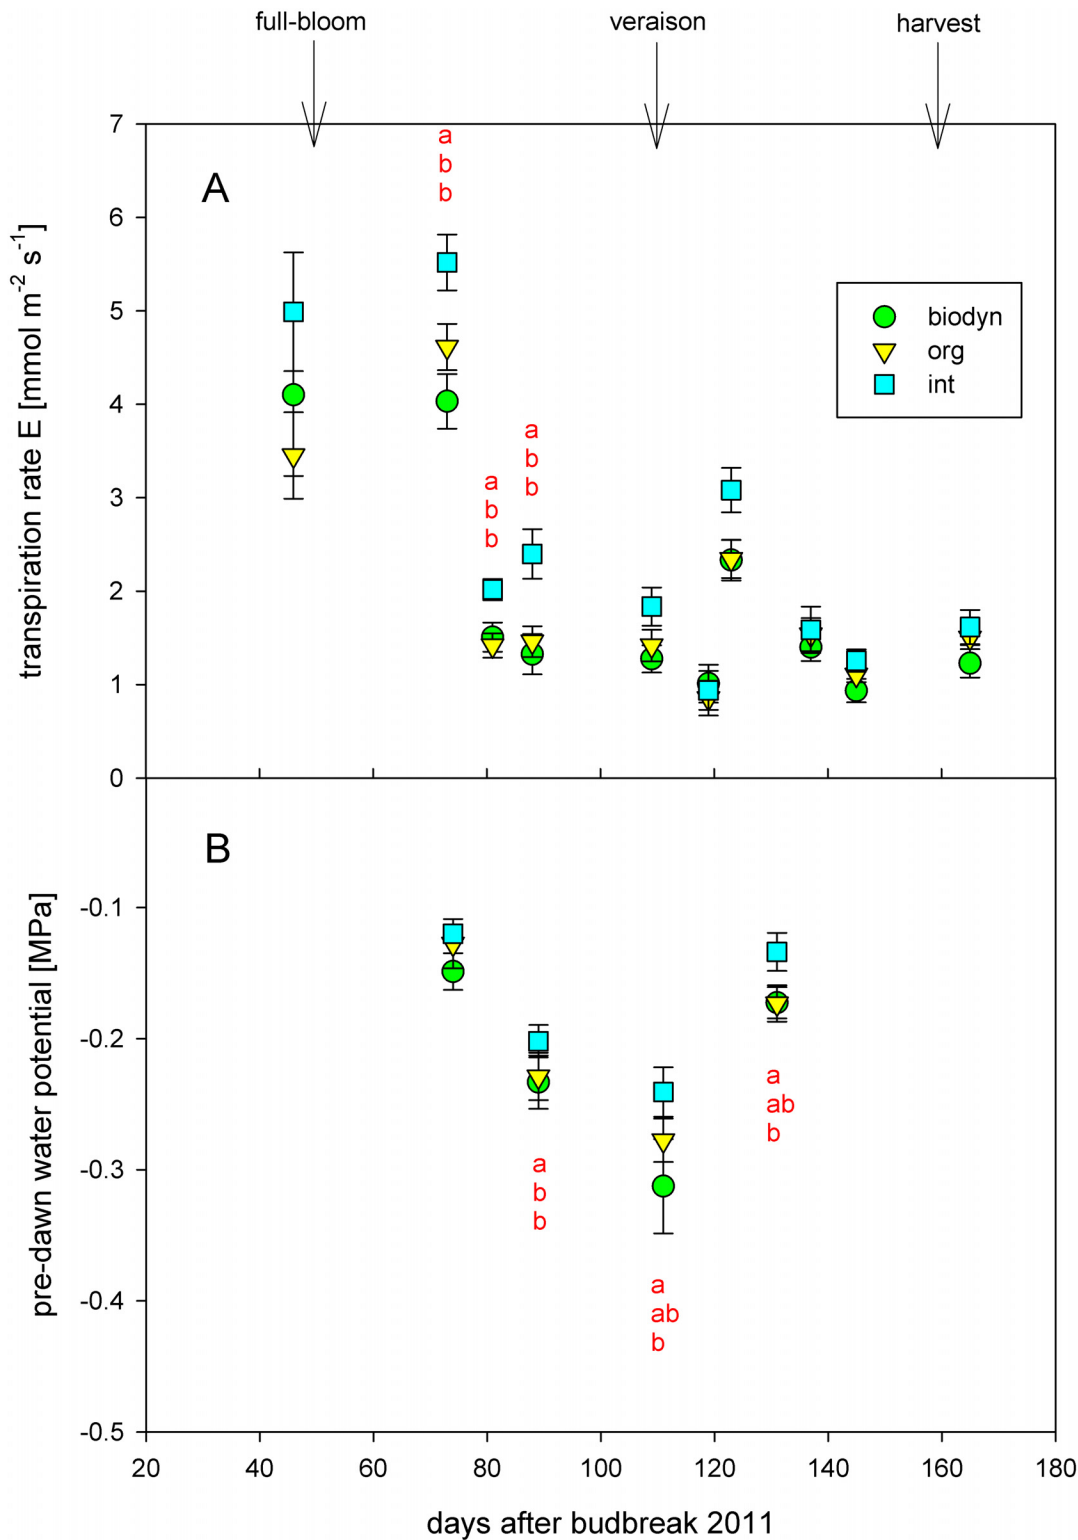 full-bloom veraison harvest
7
a
b
b
A
6
5
biodyn
org
int
4
a
b
b
3
a
b
b
2
1
0
transpiration rate E [mmol m⁻² s⁻¹]
B
-0.1
-0.2
a
ab
b
-0.3
a
b
b
a
ab
b
-0.4
-0.5
pre-dawn water potential [MPa]
20 40 60 80 100 120 140 160 180
days after budbreak 2011